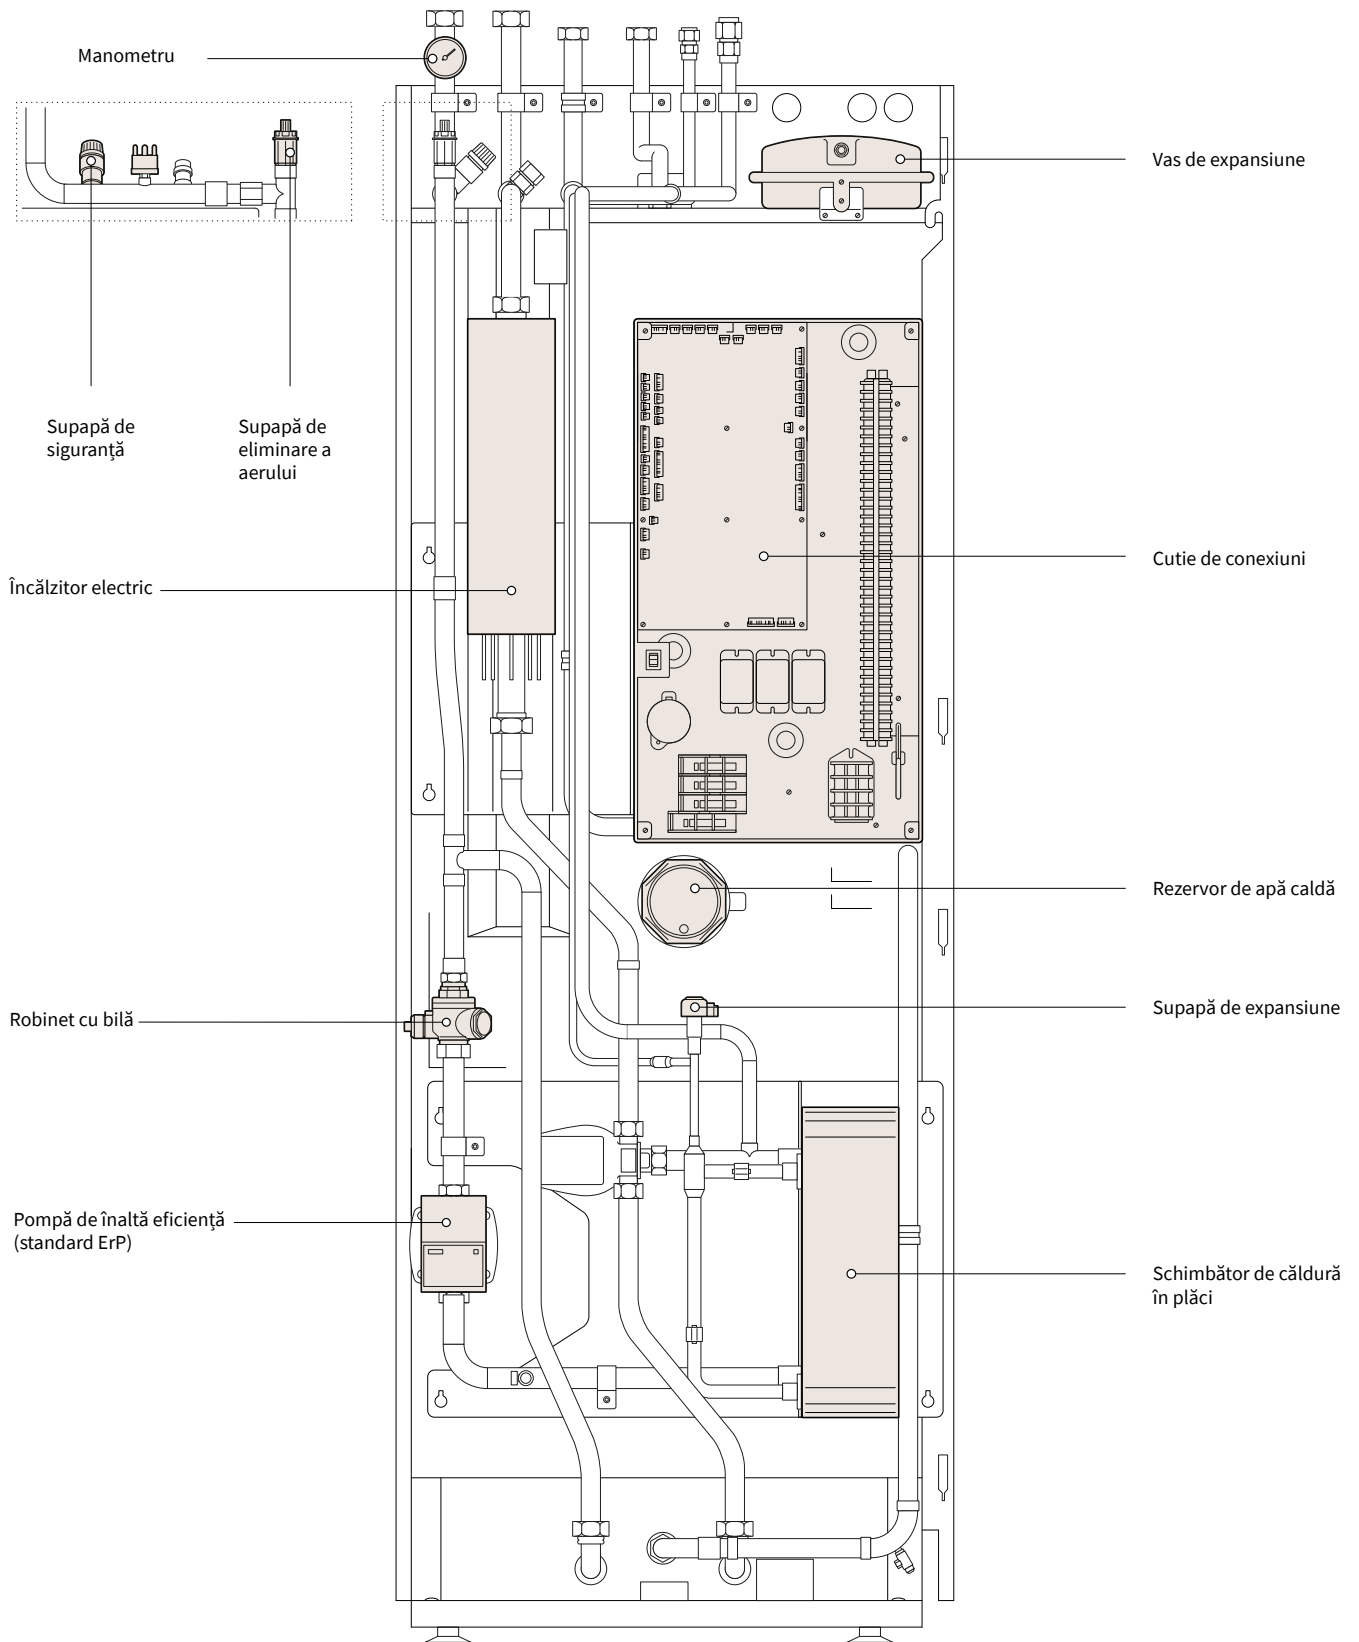 Manometru
Vas de expansiune
Supapă de
siguranță
Supapă de
eliminare a
aerului
Cutie de conexiuni
Încălzitor electric
Rezervor de apă caldă
Supapă de expansiune
Robinet cu bilă
Pompă de înaltă eficiență
(standard ErP)
Schimbător de căldură
în plăci